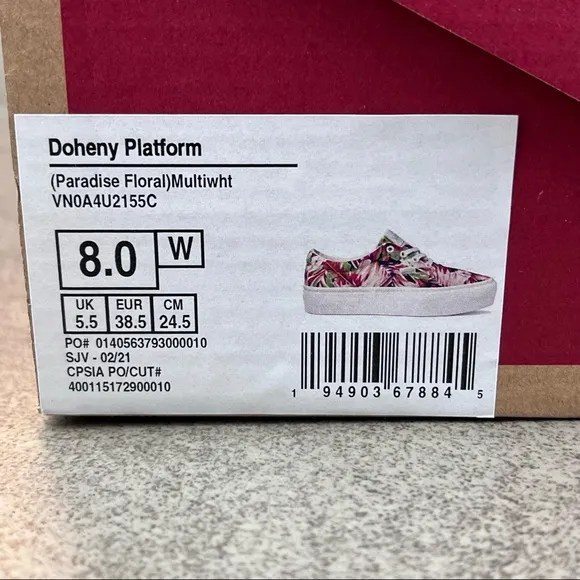 Doheny Platform
(Paradise Floral)Multiwht
VN0A4U2155C
8.0 W
UK EUR CM
5.5 38.5 24.5
PO# 0140563793000010
SJV - 02/21
CPSIA PO/CUT#
400115172900010
1 94903 67884 5